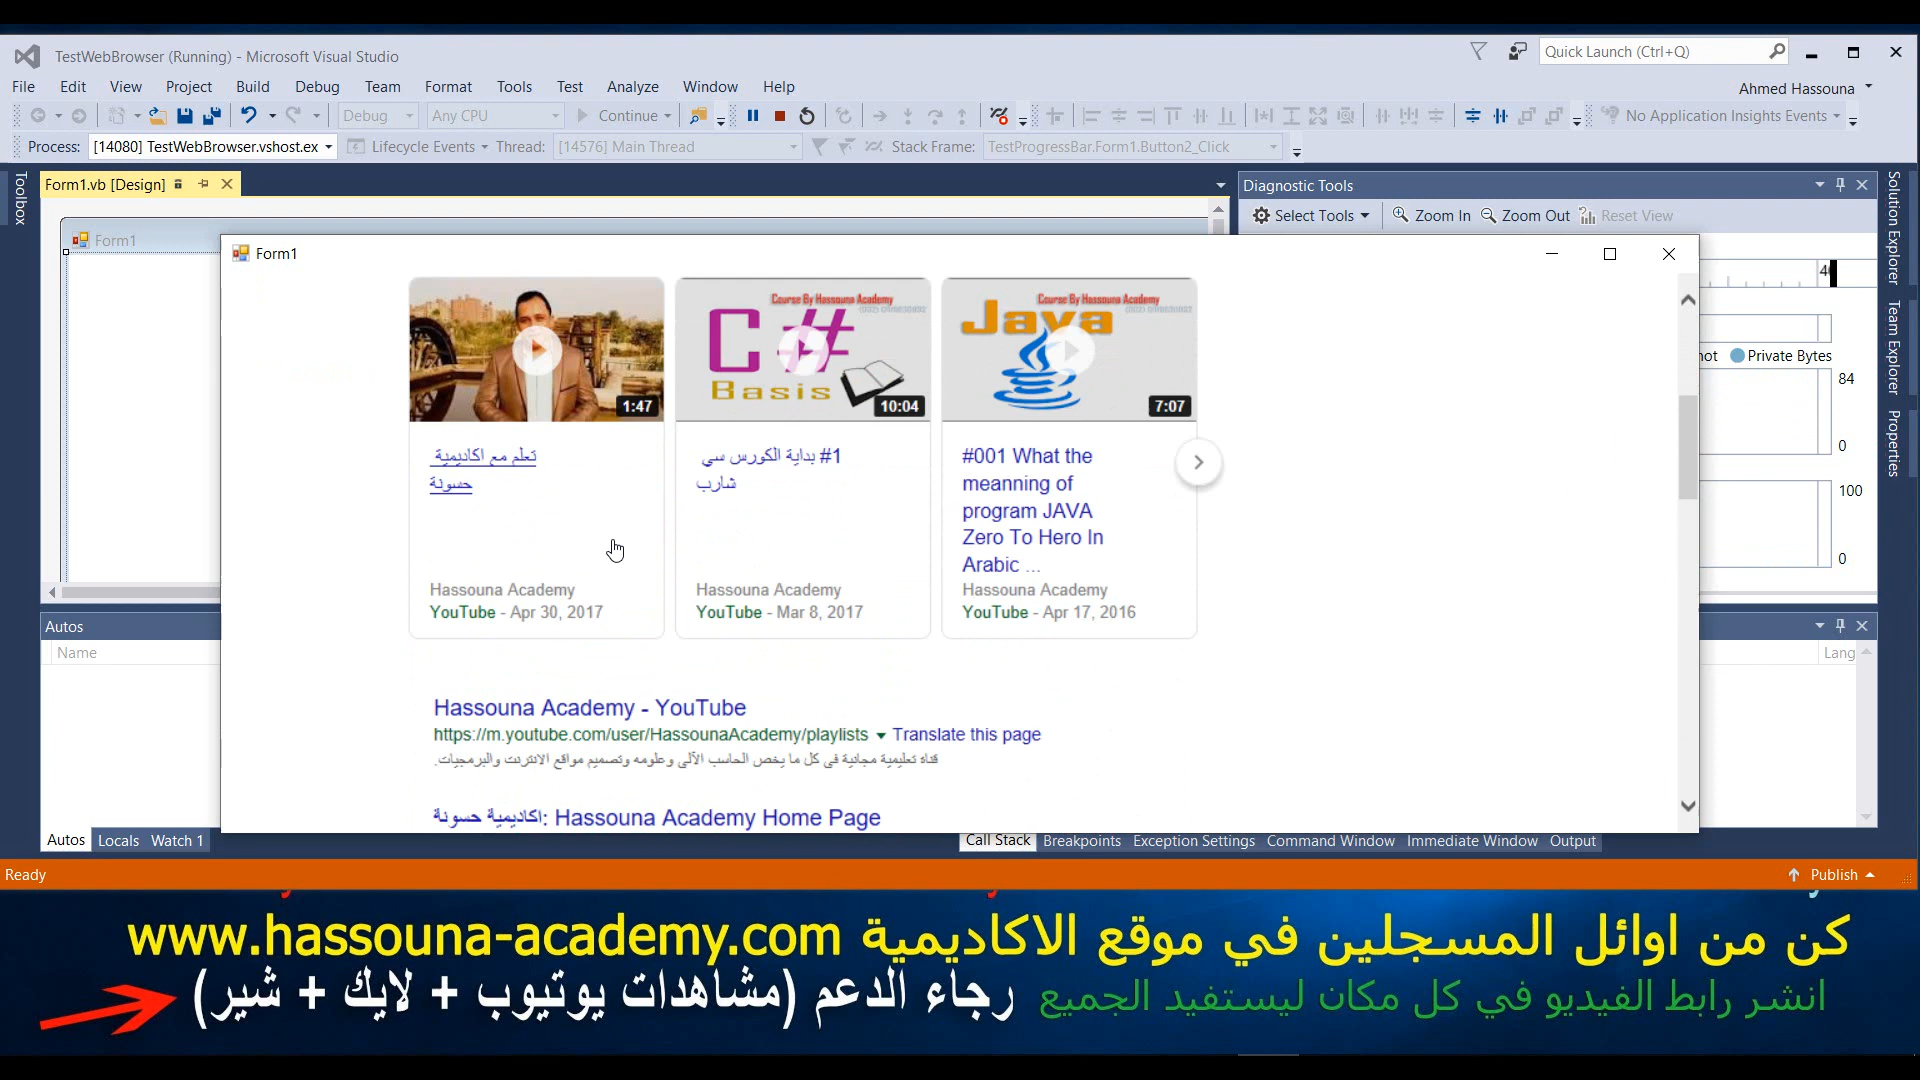 TestWebBrowser (Running) - Microsoft Visual Studio
Quick Launch (Ctrl+Q)
File Edit View Project Build Debug Team Format Tools Test Analyze Window Help
Ahmed Hassouna
Debug Any CPU Continue No Application Insights Events
Process: [14080] TestWebBrowser.vshost.ex Lifecycle Events Thread: [14576] Main Thread Stack Frame: TestProgressBar.Form1.Button2_Click
Toolbox
Form1.vb [Design]
Diagnostic Tools
Select Tools Zoom In Zoom Out Reset View
Solution Explorer
Team Explorer
Properties
Form1
Form1
Private Bytes
84
0
100
0
Course By Hassouna Academy
C#
Basis
Course By Hassouna Academy
Java
1:47
10:04
7:07
تعلم مع اكاديمية
حسونة
#1 بداية الكورس سي
شارب
#001 What the
meanning of
program JAVA
Zero To Hero In
Arabic ...
Hassouna Academy
YouTube - Apr 30, 2017
Hassouna Academy
YouTube - Mar 8, 2017
Hassouna Academy
YouTube - Apr 17, 2016
Hassouna Academy - YouTube
https://m.youtube.com/user/HassounaAcademy/playlists Translate this page
قناة تعليمية مجانية في كل ما يخص الحاسب الآلي وعلومه وتصميم مواقع الانترنت والبرمجيات.
اكاديمية حسونة: Hassouna Academy Home Page
Autos
Name
Lang
Autos Locals Watch 1
Call Stack Breakpoints Exception Settings Command Window Immediate Window Output
Ready
Publish
كن من اوائل المسجلين في موقع الاكاديمية www.hassouna-academy.com
انشر رابط الفيديو في كل مكان ليستفيد الجميع رجاء الدعم (مشاهدات يوتيوب + لايك + شير)